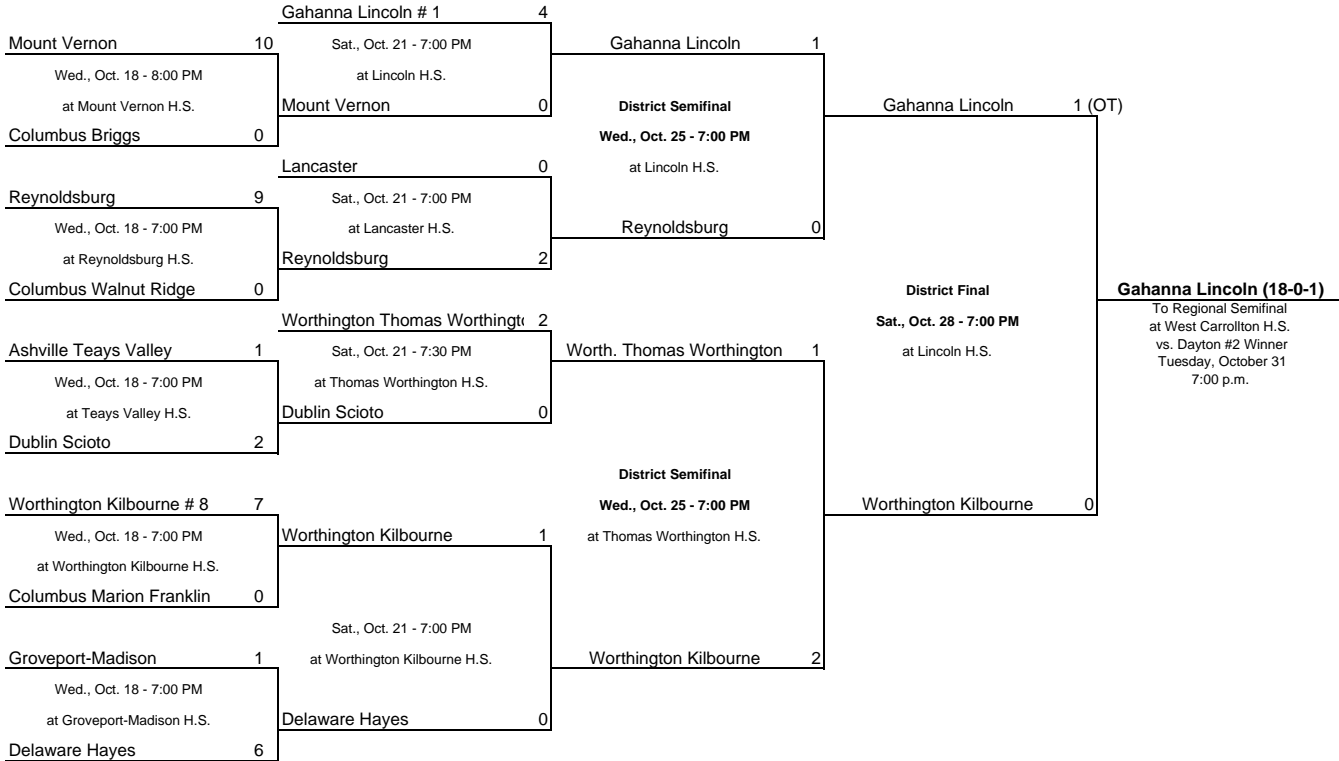 Gahanna Lincoln # 1 4
Mount Vernon 10
Sat., Oct. 21 - 7:00 PM
Gahanna Lincoln 1
Wed., Oct. 18 - 8:00 PM
at Lincoln H.S.
at Mount Vernon H.S.
Mount Vernon 0
District Semifinal
Gahanna Lincoln 1 (OT)
Columbus Briggs 0
Wed., Oct. 25 - 7:00 PM
Lancaster 0
at Lincoln H.S.
Reynoldsburg 9
Sat., Oct. 21 - 7:00 PM
Wed., Oct. 18 - 7:00 PM
at Lancaster H.S.
Reynoldsburg 0
at Reynoldsburg H.S.
Reynoldsburg 2
Columbus Walnut Ridge 0
District Final
Gahanna Lincoln (18-0-1)
To Regional Semifinal
at West Carrollton H.S.
vs. Dayton #2 Winner
Tuesday, October 31
7:00 p.m.
Worthington Thomas Worthingt 2
Sat., Oct. 28 - 7:00 PM
Ashville Teays Valley 1
Sat., Oct. 21 - 7:30 PM
Worth. Thomas Worthington 1
at Lincoln H.S.
Wed., Oct. 18 - 7:00 PM
at Thomas Worthington H.S.
at Teays Valley H.S.
Dublin Scioto 0
Dublin Scioto 2
District Semifinal
Worthington Kilbourne # 8 7
Wed., Oct. 25 - 7:00 PM
Worthington Kilbourne 0
Wed., Oct. 18 - 7:00 PM
Worthington Kilbourne 1
at Thomas Worthington H.S.
at Worthington Kilbourne H.S.
Columbus Marion Franklin 0
Sat., Oct. 21 - 7:00 PM
Groveport-Madison 1
at Worthington Kilbourne H.S.
Worthington Kilbourne 2
Wed., Oct. 18 - 7:00 PM
at Groveport-Madison H.S.
Delaware Hayes 0
Delaware Hayes 6